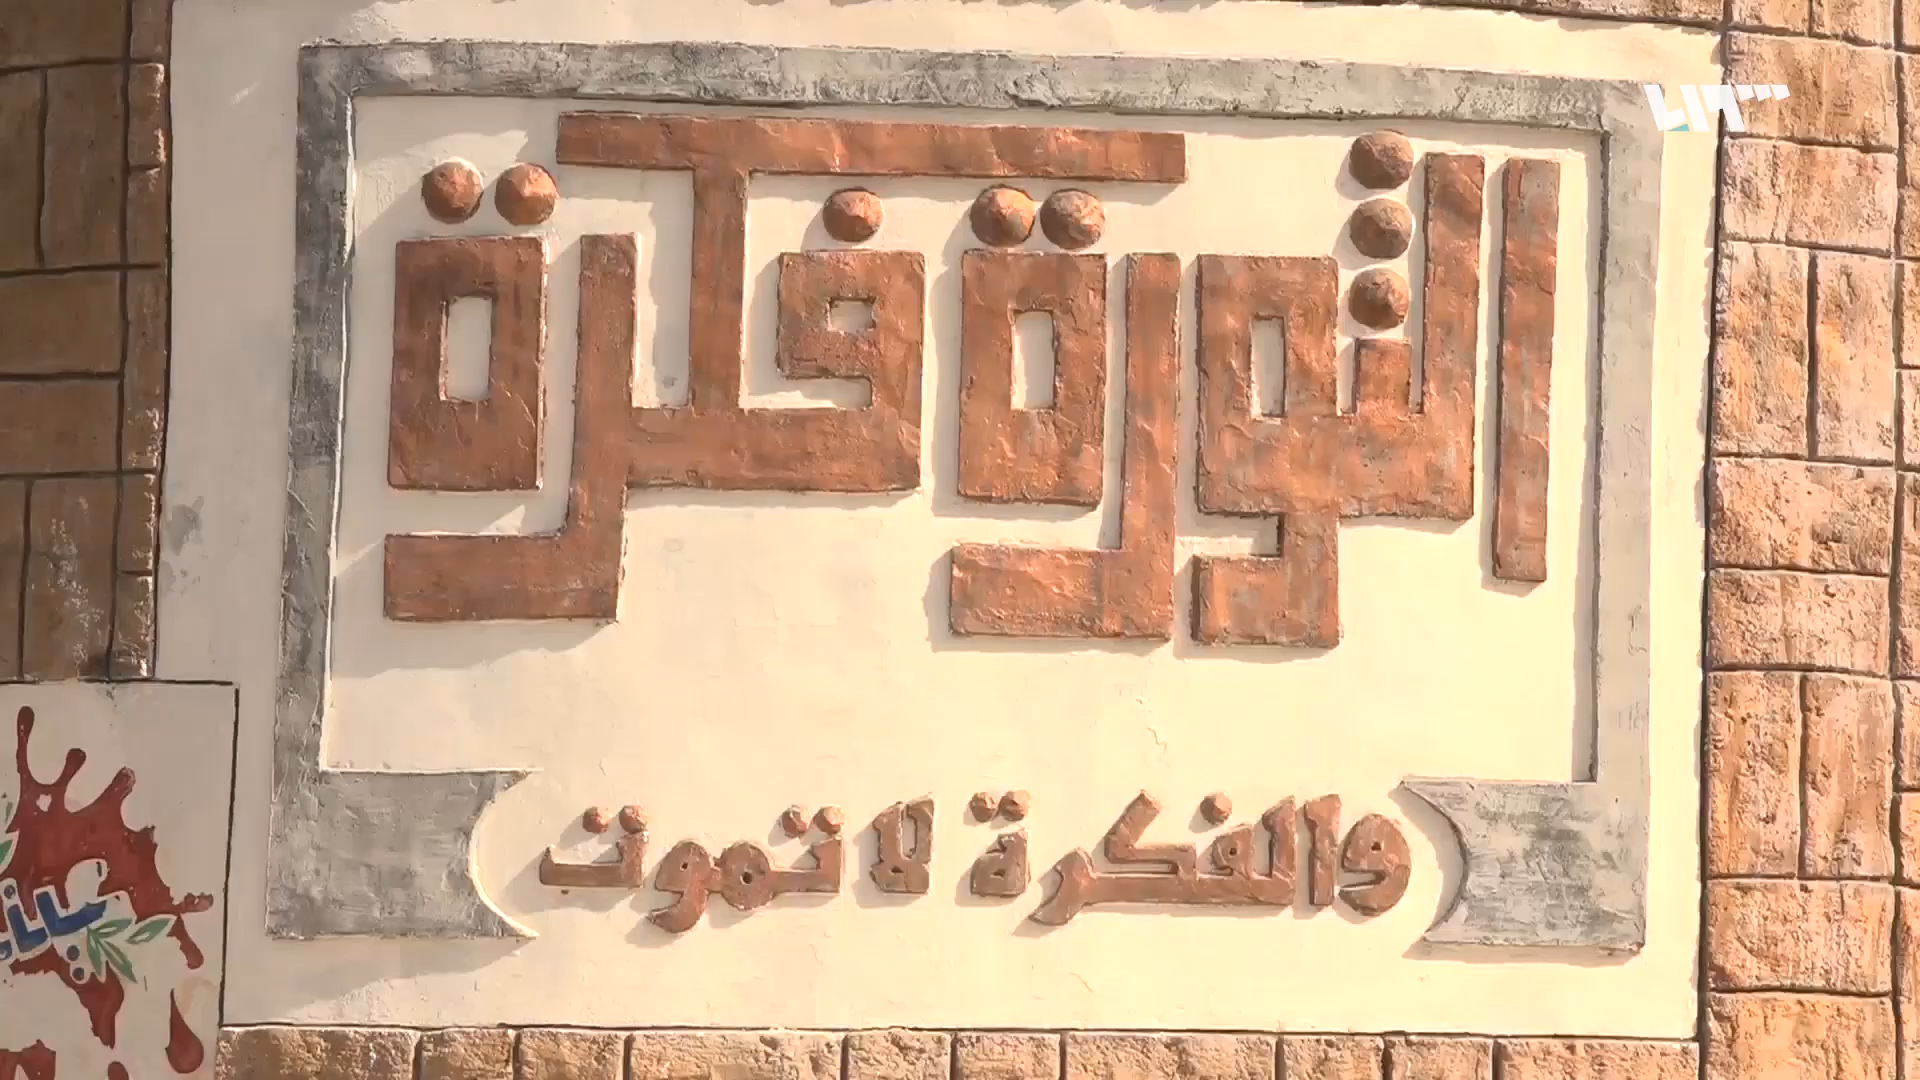 الثورة فكرة
والفكرة لا تموت